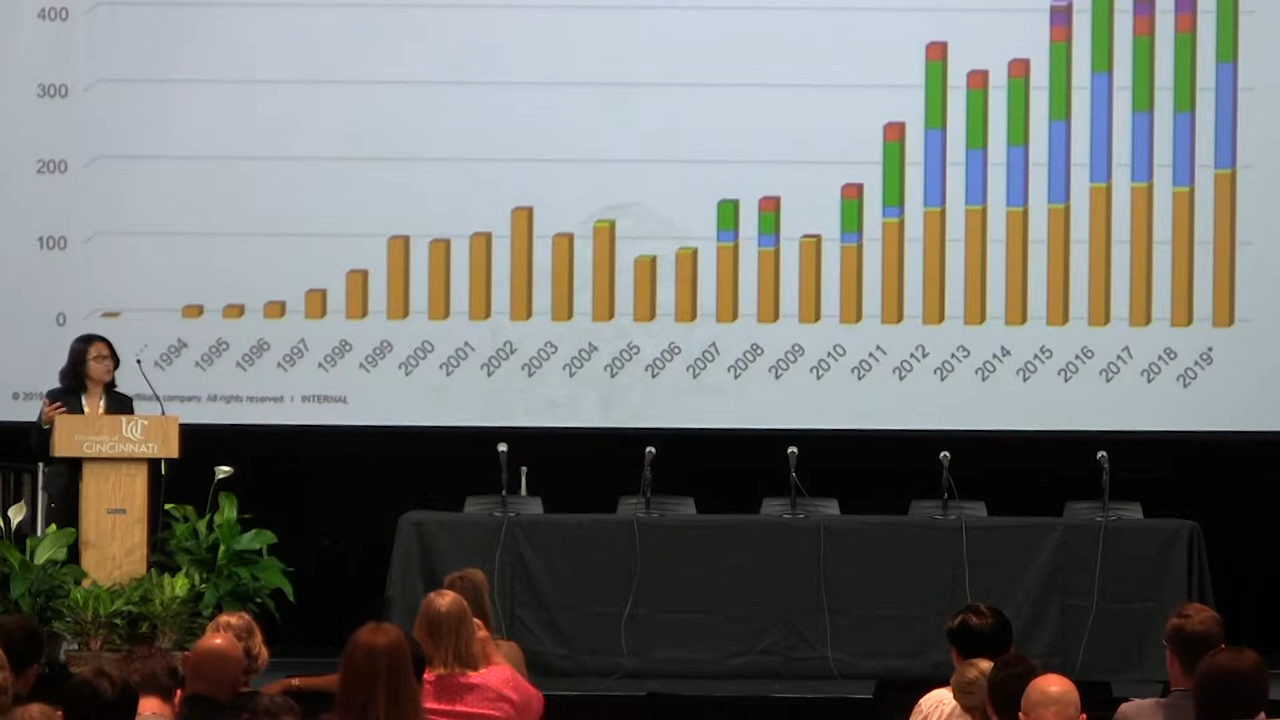 400
300
200
100
0
1994 1995 1996 1997 1998 1999 2000 2001 2002 2003 2004 2005 2006 2007 2008 2009 2010 2011 2012 2013 2014 2015 2016 2017 2018 2019*
© 2019 affiliate company. All rights reserved. | INTERNAL
UC
University of
CINCINNATI